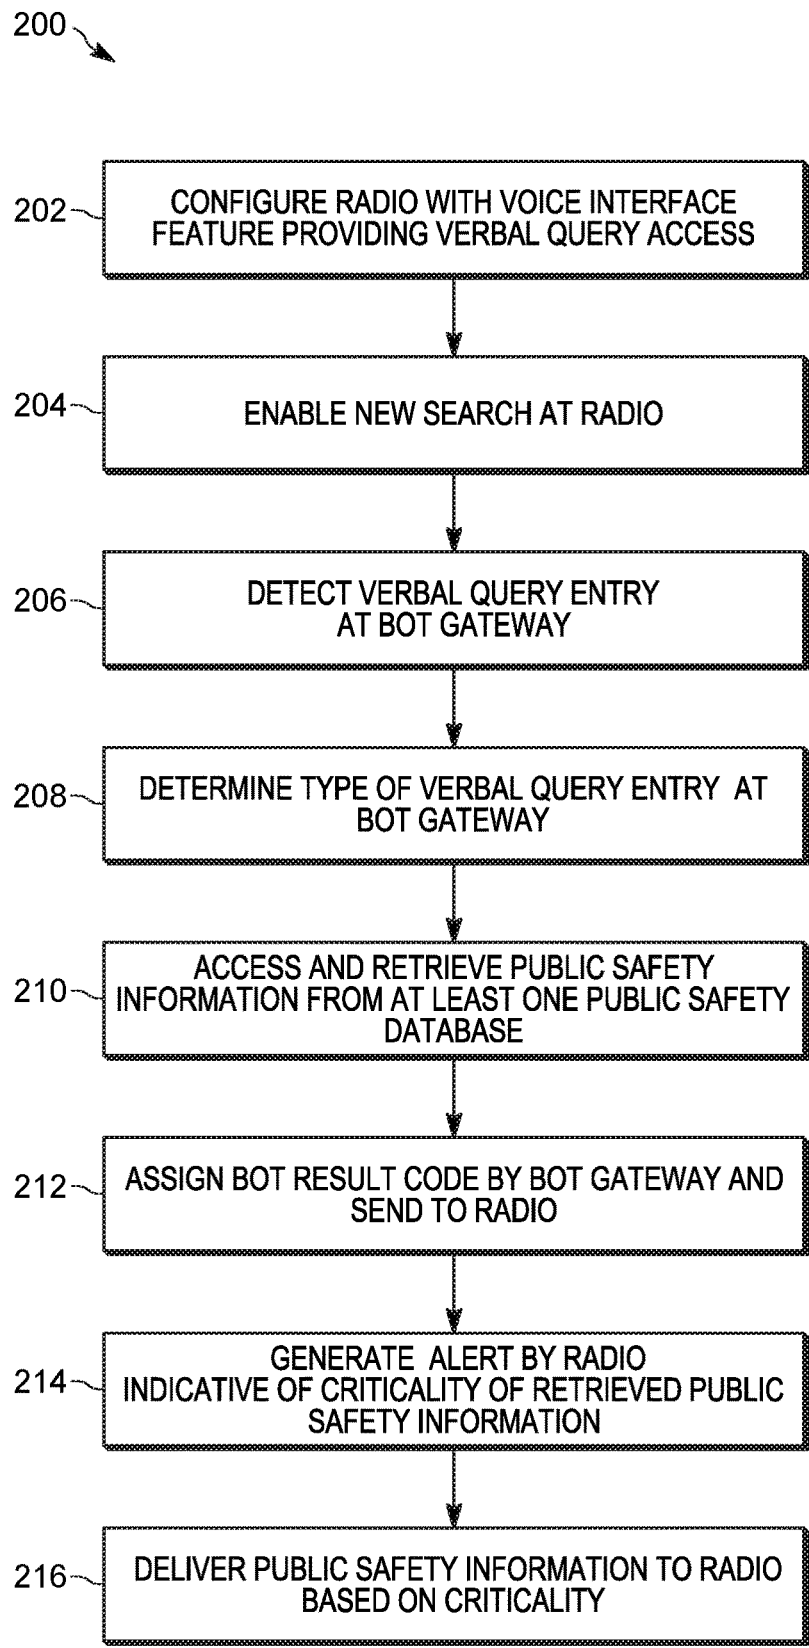 200
202
CONFIGURE RADIO WITH VOICE INTERFACE
FEATURE PROVIDING VERBAL QUERY ACCESS
204
ENABLE NEW SEARCH AT RADIO
206
DETECT VERBAL QUERY ENTRY
AT BOT GATEWAY
208
DETERMINE TYPE OF VERBAL QUERY ENTRY AT
BOT GATEWAY
210
ACCESS AND RETRIEVE PUBLIC SAFETY
INFORMATION FROM AT LEAST ONE PUBLIC SAFETY
DATABASE
212
ASSIGN BOT RESULT CODE BY BOT GATEWAY AND
SEND TO RADIO
214
GENERATE ALERT BY RADIO
INDICATIVE OF CRITICALITY OF RETRIEVED PUBLIC
SAFETY INFORMATION
216
DELIVER PUBLIC SAFETY INFORMATION TO RADIO
BASED ON CRITICALITY